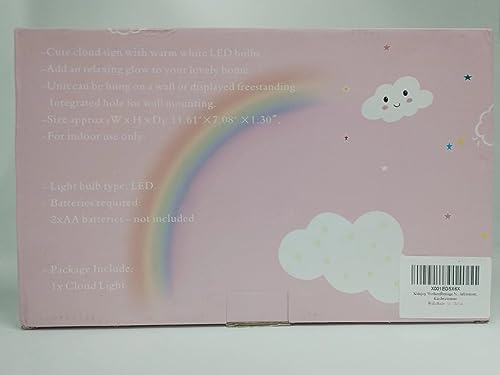 -Cute cloud sign with warm white LED bulbs.
-Add an relaxing glow to your lovely home.
-Unit can be hung on a wall or displayed freestanding.
Integrated hole for wall mounting.
-Size approx (W x H x D): 11.61"×7.08" ×1.30".
-For indoor use only.
-Light bulb type: LED.
-Batteries required:
2xAA batteries – not included
-Package Include:
1x Cloud Light.